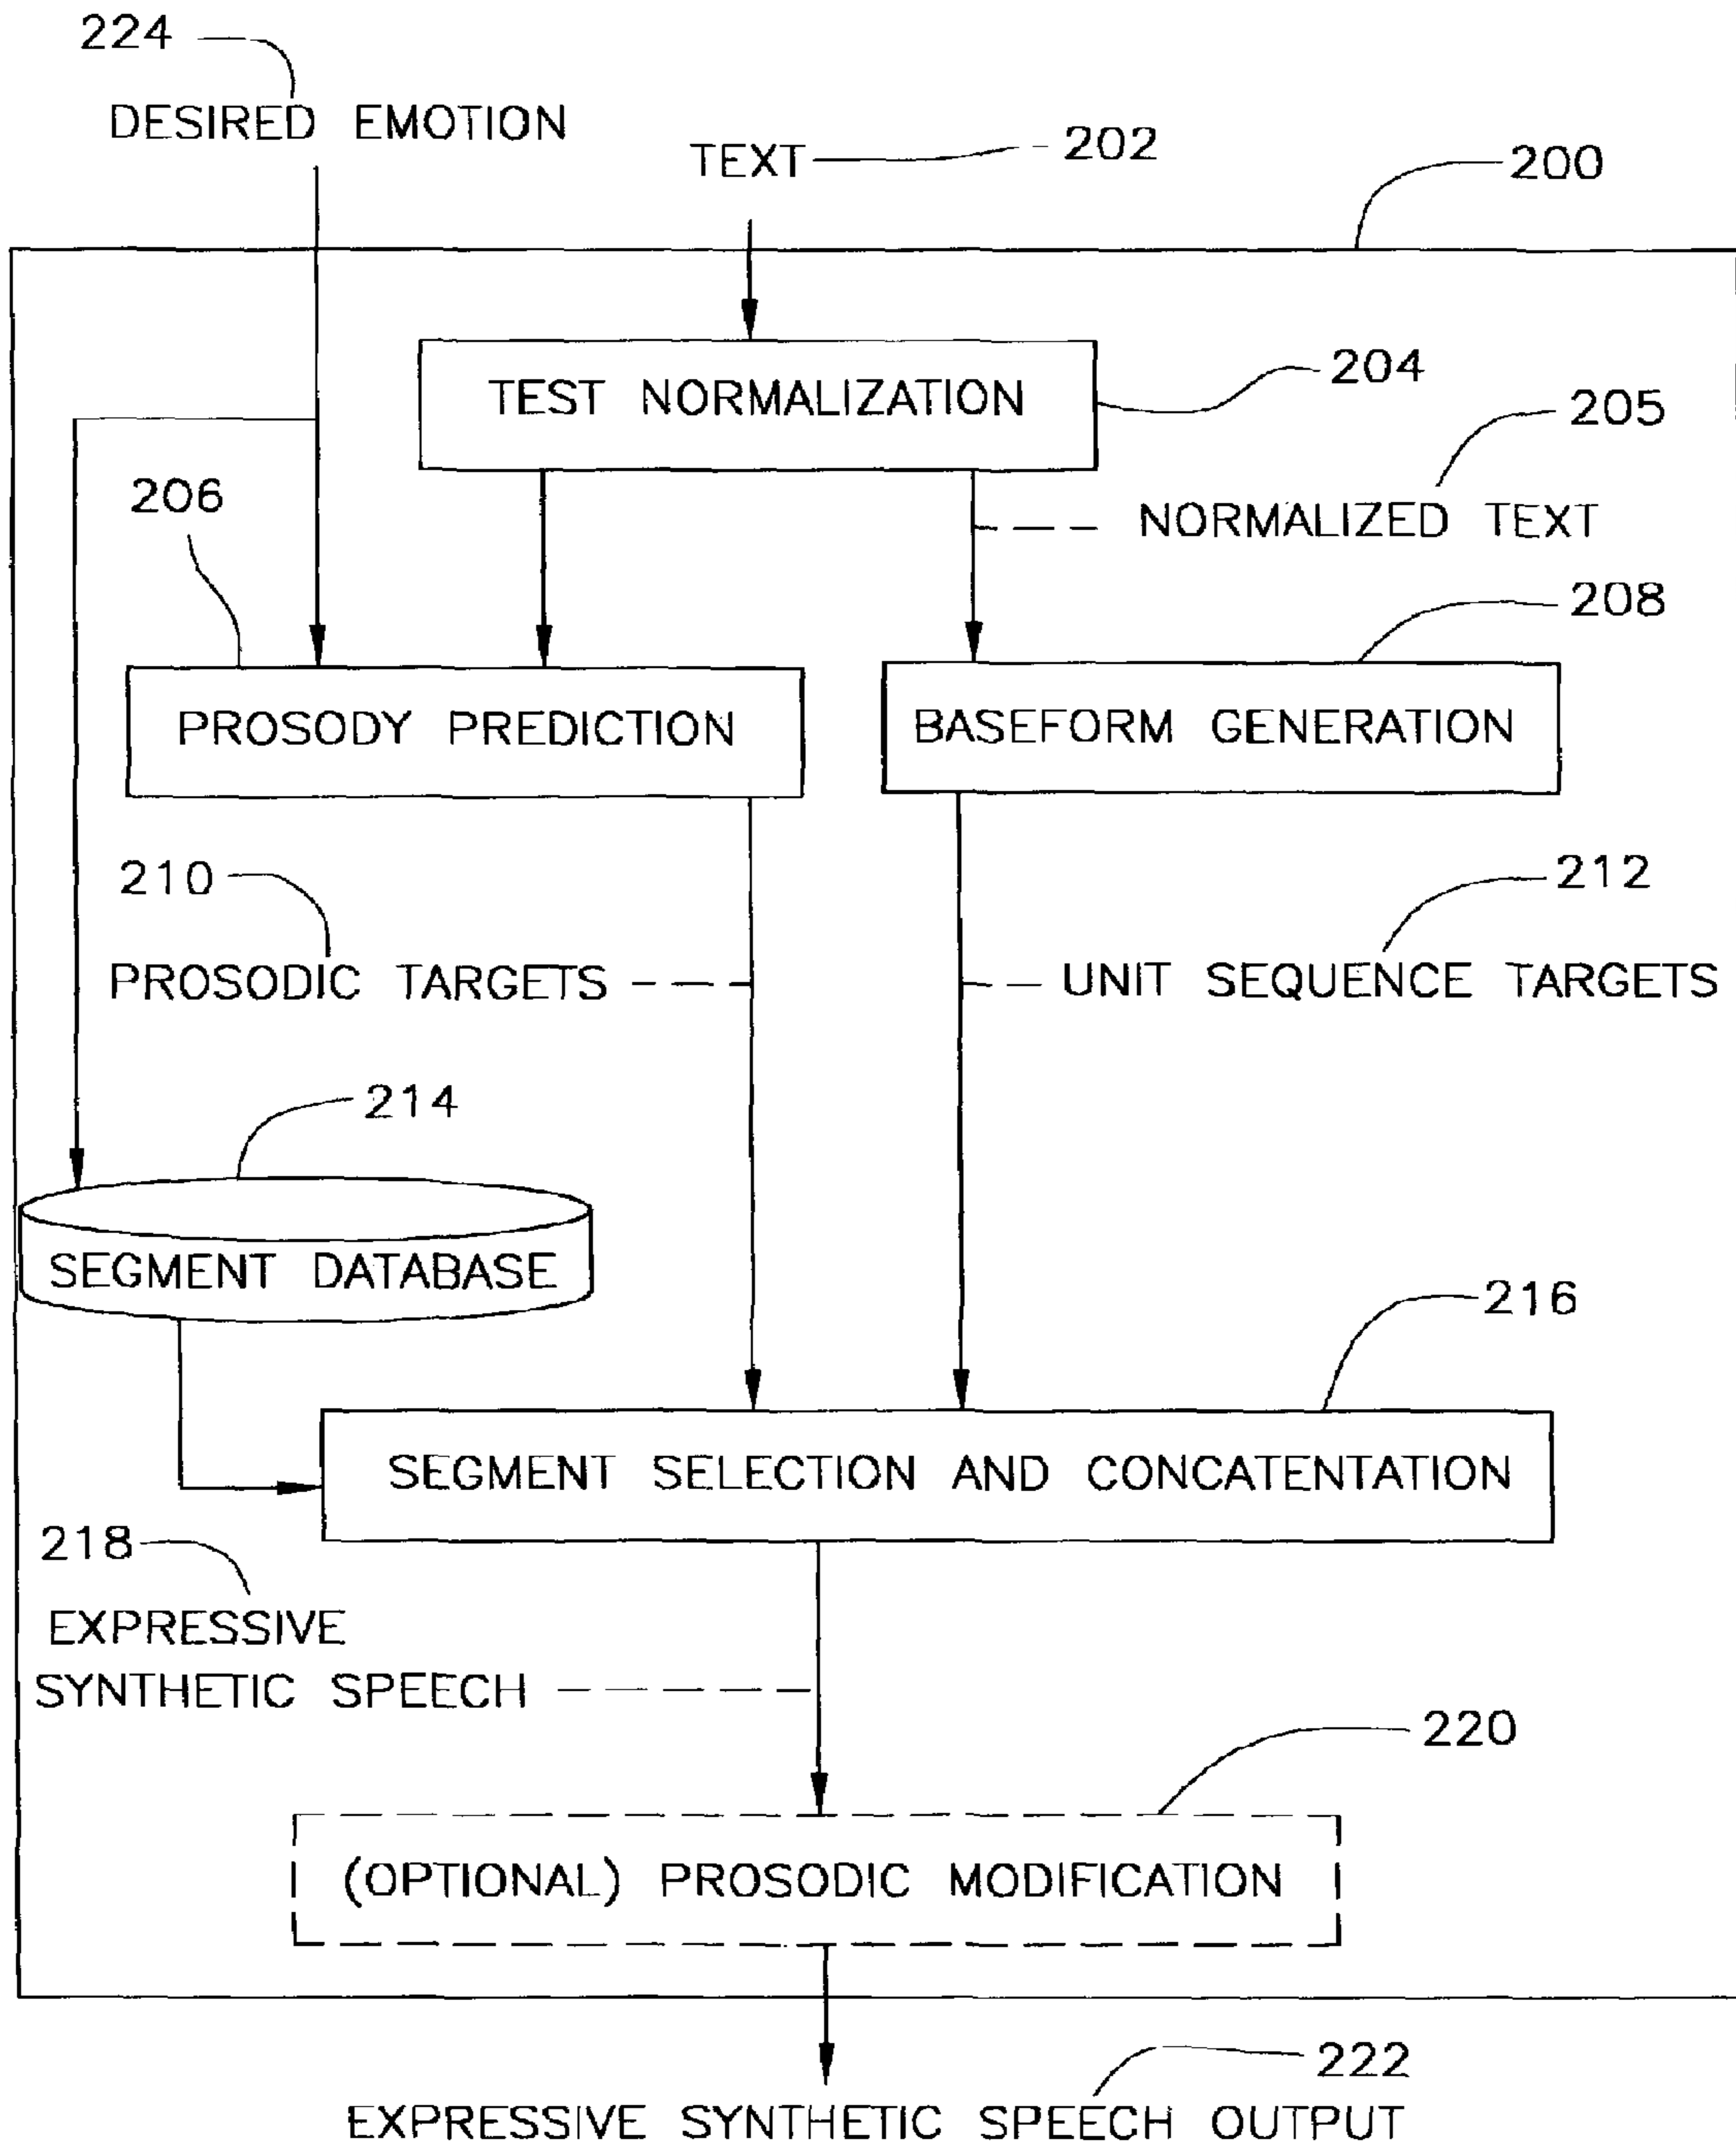 224
DESIRED EMOTION
TEXT
202
200
TEST NORMALIZATION
204
205
NORMALIZED TEXT
206
208
PROSODY PREDICTION
BASEFORM GENERATION
210
212
PROSODIC TARGETS
UNIT SEQUENCE TARGETS
214
SEGMENT DATABASE
216
SEGMENT SELECTION AND CONCATENTATION
218
EXPRESSIVE
SYNTHETIC SPEECH
220
(OPTIONAL) PROSODIC MODIFICATION
222
EXPRESSIVE SYNTHETIC SPEECH OUTPUT